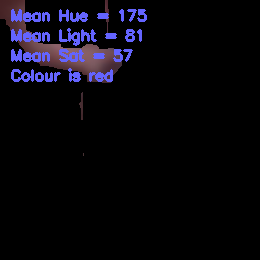 Mean Hue = 175
Mean Light = 81
Mean Sat = 57
Colour is red